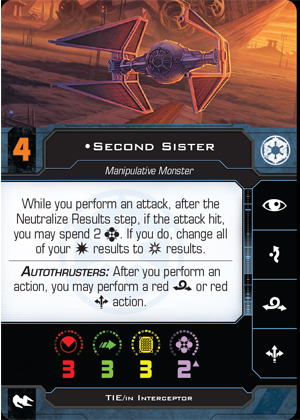 4
•Second Sister
Manipulative Monster
While you perform an attack, after the
Neutralize Results step, if the attack hit,
you may spend 2 . If you do, change all
of your results to results.
Autothrusters: After you perform an
action, you may perform a red or red
action.
3 3 3 2
TIE/in Interceptor